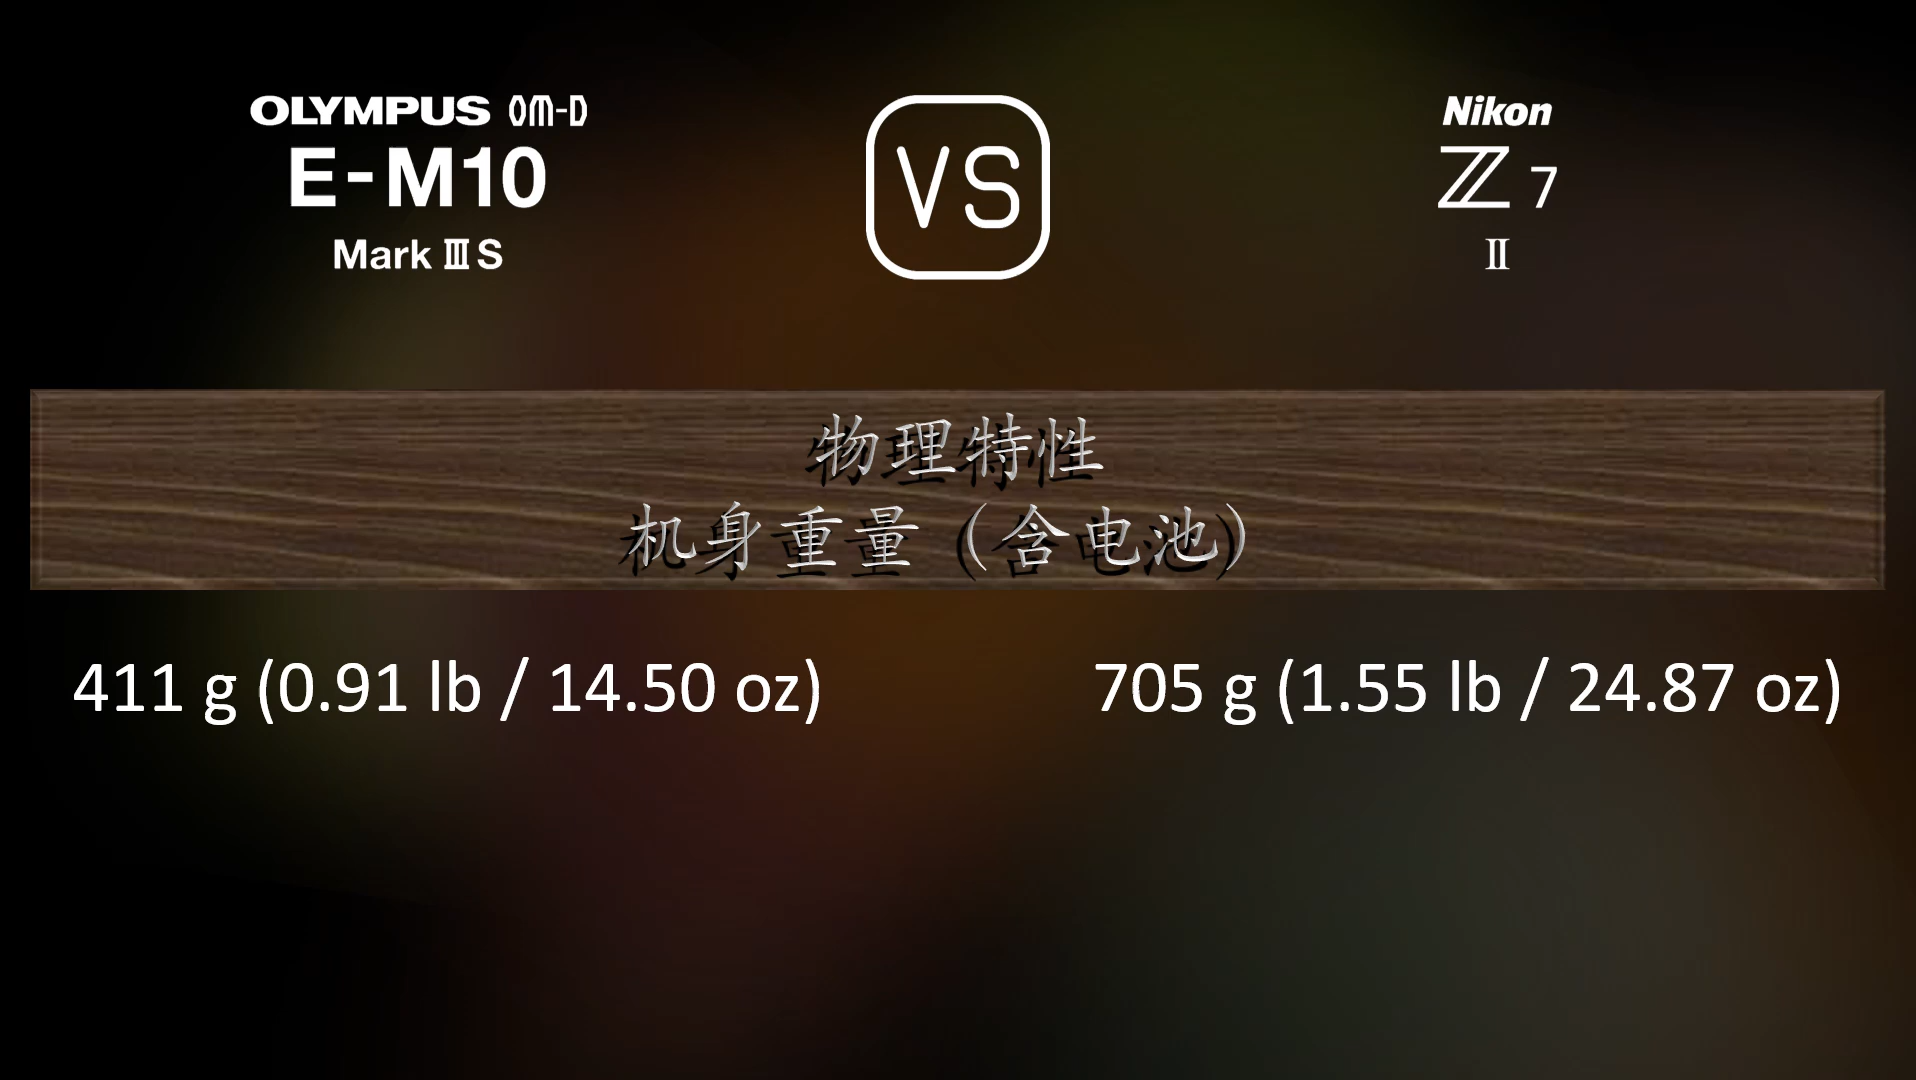 OLYMPUS OM-D
E-M10
Mark III S
VS
Nikon
Z 7
II
物理特性
机身重量（含电池）
411 g (0.91 lb / 14.50 oz)
705 g (1.55 lb / 24.87 oz)